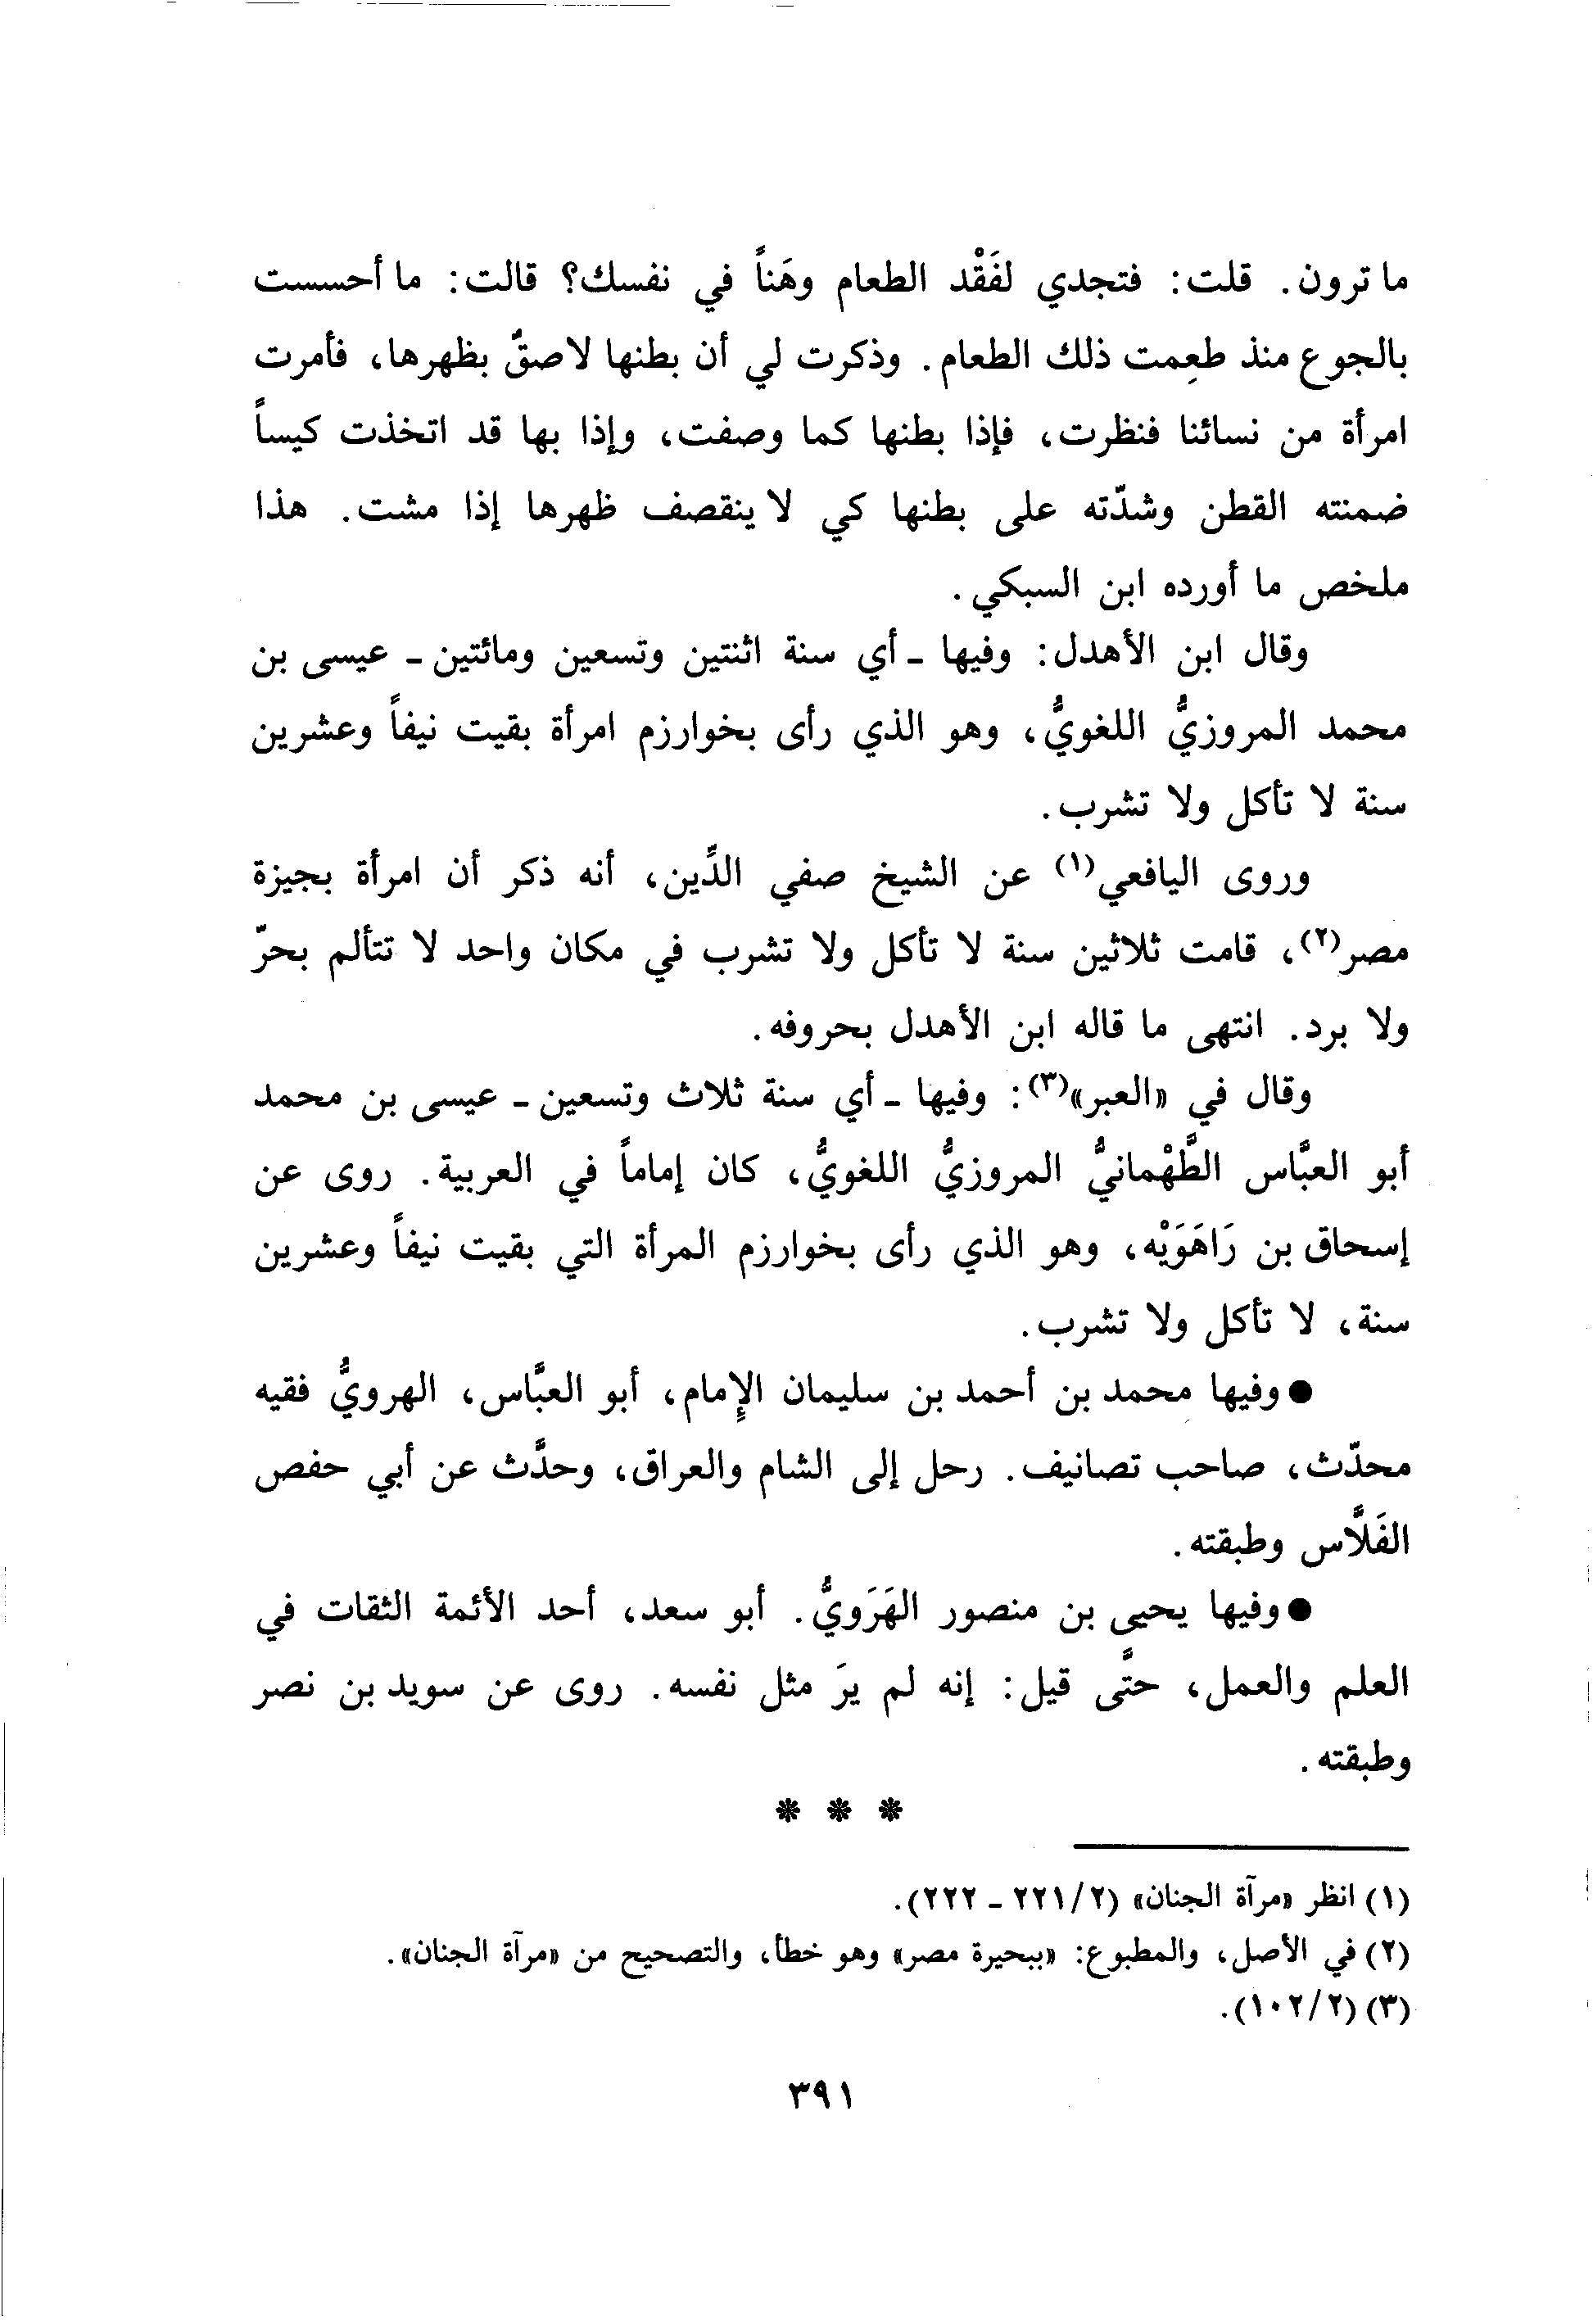 ما ترون. قلت: فتجدي لفَقْد الطعام وهَناً في نفسك؟ قالت: ما أحسست
بالجوع منذ طعِمت ذلك الطعام. وذكرت لي أن بطنها لاصقٌ بظهرها، فأمرت
امرأة من نسائنا فنظرت، فإذا بطنها كما وصفت، وإذا بها قد اتخذت كيساً
ضمنته القطن وشدّته على بطنها كي لا ينقصف ظهرها إذا مشت. هذا
ملخص ما أورده ابن السبكي.
وقال ابن الأهدل: وفيها - أي سنة اثنتين وتسعين ومائتين - عيسى بن
محمد المروزيُّ اللغويُّ، وهو الذي رأى بخوارزم امرأة بقيت نيفاً وعشرين
سنة لا تأكل ولا تشرب.
وروى اليافعي(١) عن الشيخ صفي الدِّين، أنه ذكر أن امرأة بجيزة
مصر(٢)، قامت ثلاثين سنة لا تأكل ولا تشرب في مكان واحد لا تتألم بحرّ
ولا برد. انتهى ما قاله ابن الأهدل بحروفه.
وقال في «العبر»(٣): وفيها - أي سنة ثلاث وتسعين - عيسى بن محمد
أبو العبَّاس الطَّهْمانيُّ المروزيُّ اللغويُّ، كان إماماً في العربية. روى عن
إسحاق بن رَاهَوَيْه، وهو الذي رأى بخوارزم المرأة التي بقيت نيفاً وعشرين
سنة، لا تأكل ولا تشرب.
● وفيها محمد بن أحمد بن سليمان الإِمام، أبو العبَّاس، الهرويُّ فقيه
محدّث، صاحب تصانيف. رحل إلى الشام والعراق، وحدَّث عن أبي حفص
الفَلَّاس وطبقته.
● وفيها يحيى بن منصور الهَرَويُّ. أبو سعد، أحد الأئمة الثقات في
العلم والعمل، حتَّى قيل: إنه لم يرَ مثل نفسه. روى عن سويد بن نصر
وطبقته.
* * *
(١) انظر «مرآة الجنان» (٢/٢٢١ - ٢٢٢).
(٢) في الأصل، والمطبوع: «ببحيرة مصر» وهو خطأ، والتصحيح من «مرآة الجنان».
(٣) (٢/١٠٢).
٣٩١